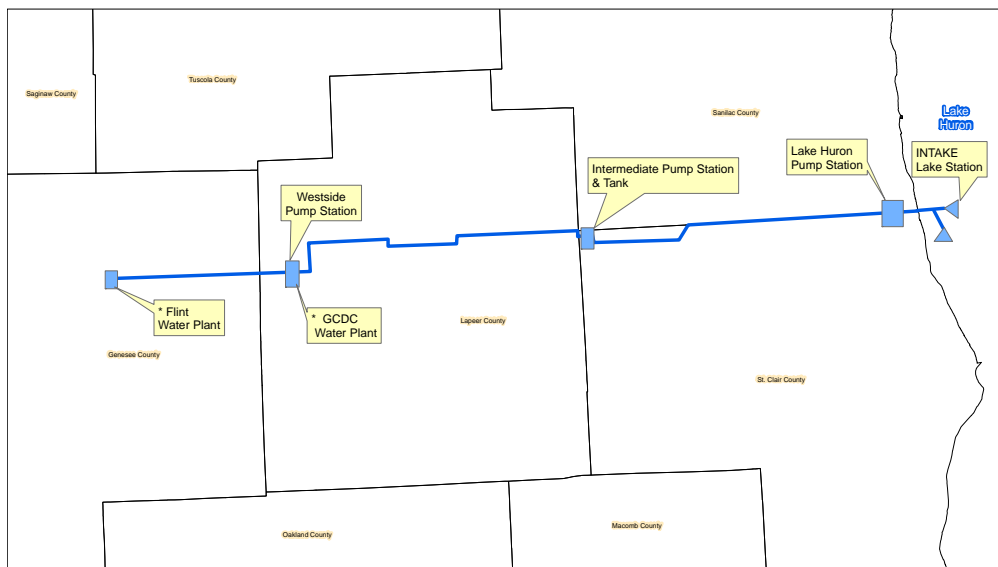 Tuscola County
Saginaw County
Sanilac County
Lake
Huron
Lake Huron
Pump Station
INTAKE
Lake Station
Intermediate Pump Station
& Tank
Westside
Pump Station
* Flint
Water Plant
* GCDC
Water Plant
Lapeer County
Genesee County
St. Clair County
Macomb County
Oakland County